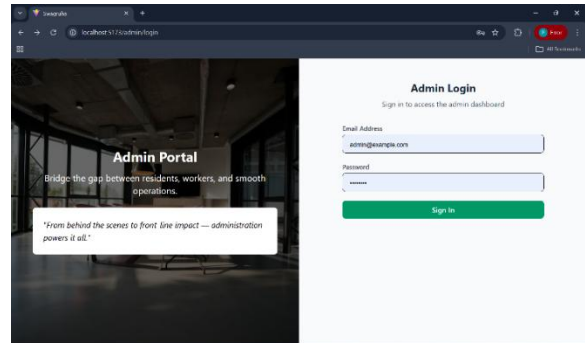 localhost:5173/admin/login
Error
All Bookmarks
Admin Portal
Bridge the gap between residents, workers, and smooth
operations.
"From behind the scenes to front line impact — administration
powers it all."
Admin Login
Sign in to access the admin dashboard
Email Address
admin@example.com
Password
Sign In